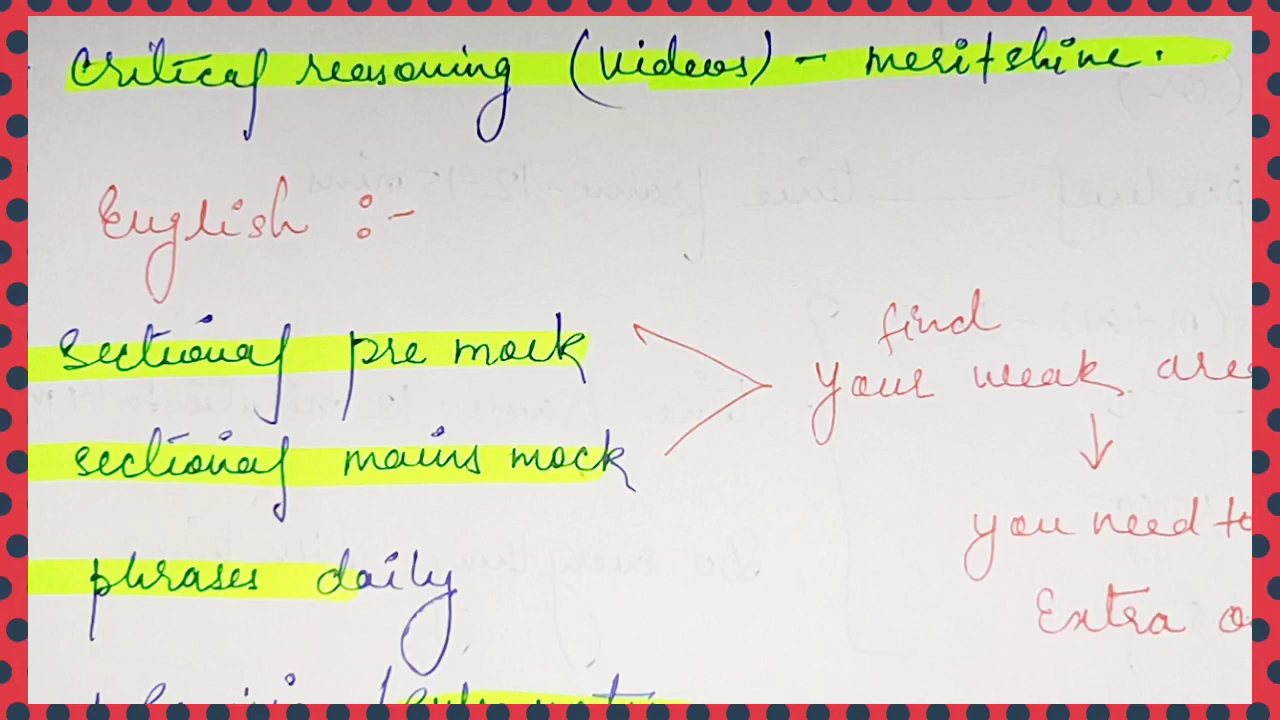 Critical reasoning (Videos) - meritshine.
English :-
Sectional pre mock
sectional mains mock
find
your weak are
you need to
Extra
phrases daily